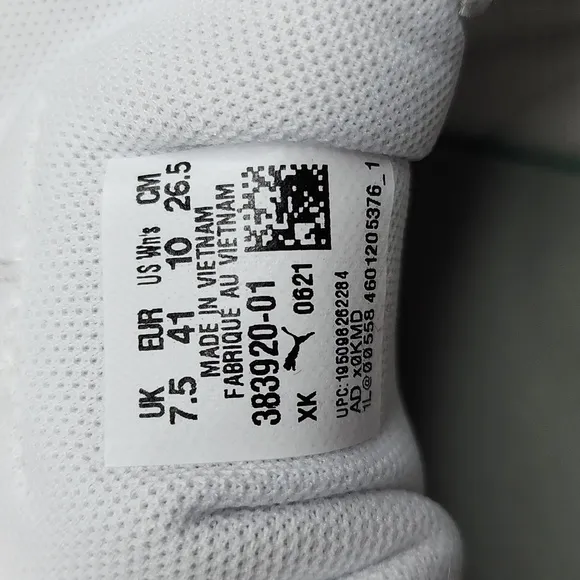 UK EUR US Wn's CM
7.5 41 10 26.5
MADE IN VIETNAM
FABRIQUE AU VIETNAM
383920-01
XK 0621
UPC:195098262284
AD x0KMD
1L@00558 4601205376_1